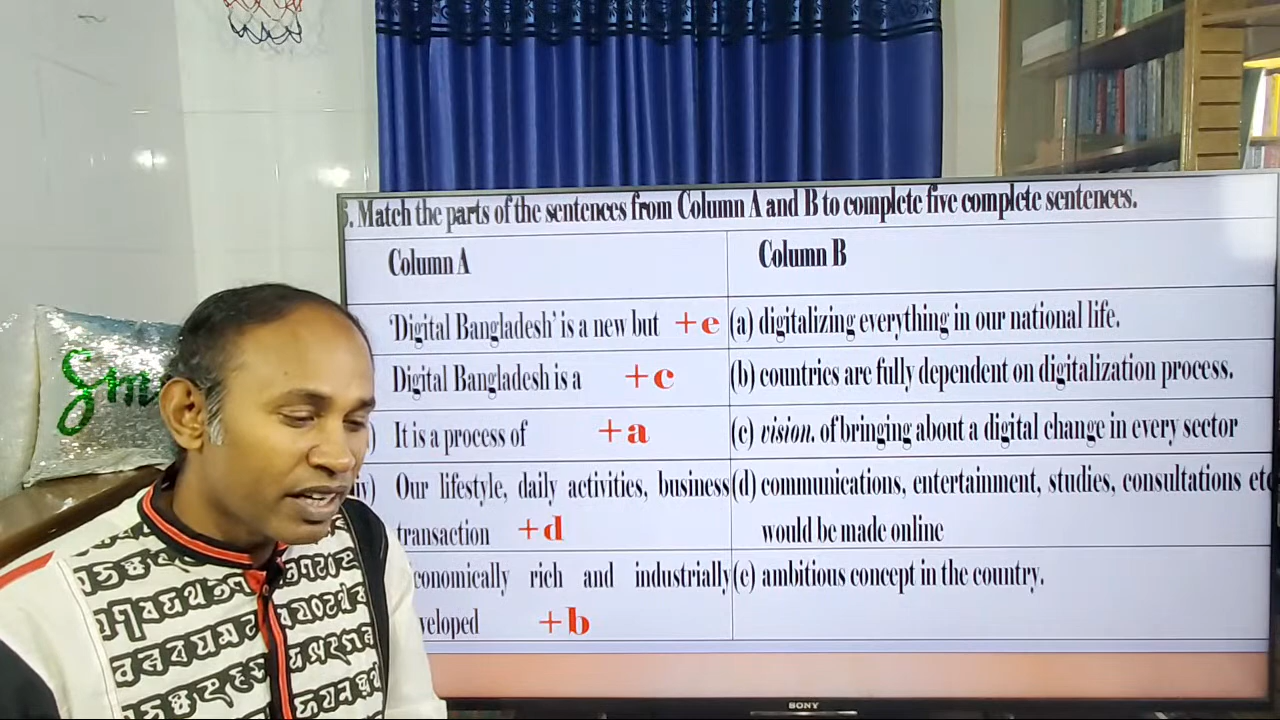 . Match the parts of the sentences from Column A and B to complete five complete sentences.
Column A
Column B
‘Digital Bangladesh’ is a new but +e
(a) digitalizing everything in our national life.
Digital Bangladesh is a +c
(b) countries are fully dependent on digitalization process.
) It is a process of +a
(c) vision. of bringing about a digital change in every sector
iv) Our lifestyle, daily activities, business
(d) communications, entertainment, studies, consultations etc
transaction +d
would be made online
conomically rich and industrially
(e) ambitious concept in the country.
veloped +b
SONY